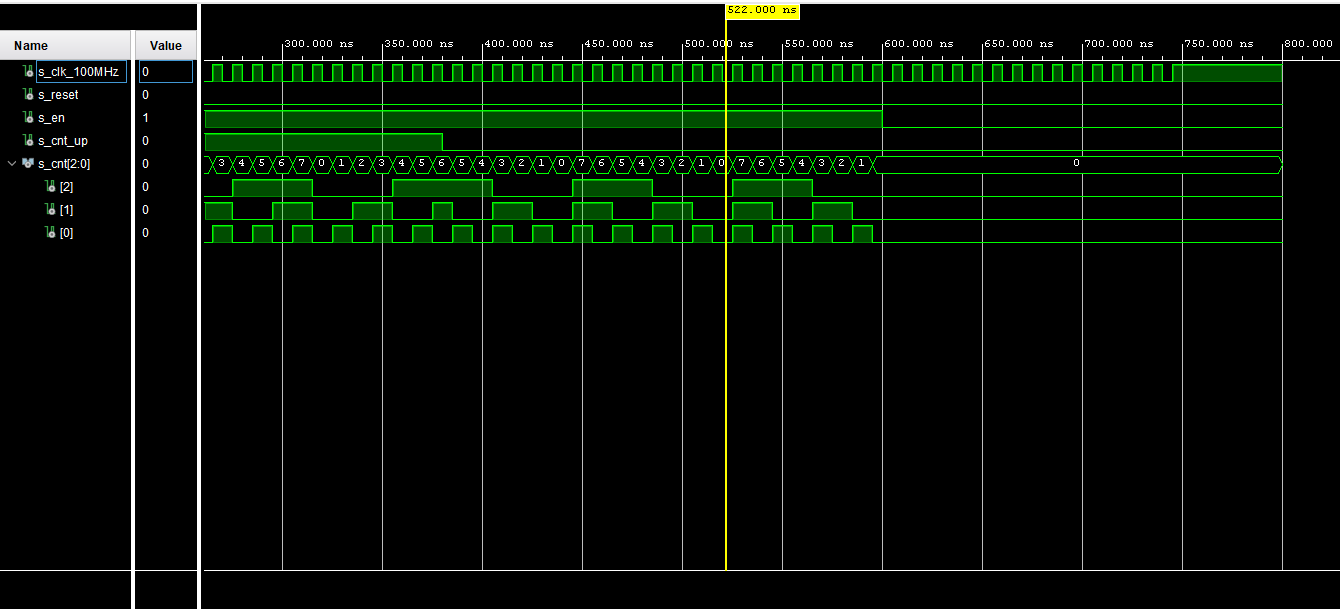 522.000 ns
Name Value
300.000 ns 350.000 ns 400.000 ns 450.000 ns 500.000 ns 550.000 ns 600.000 ns 650.000 ns 700.000 ns 750.000 ns 800.000
s_clk_100MHz 0
s_reset 0
s_en 1
s_cnt_up 0
s_cnt[2:0] 0 3 4 5 6 7 0 1 2 3 4 5 6 5 4 3 2 1 0 7 6 5 4 3 2 1 0 7 6 5 4 3 2 1 0
[2] 0
[1] 0
[0] 0